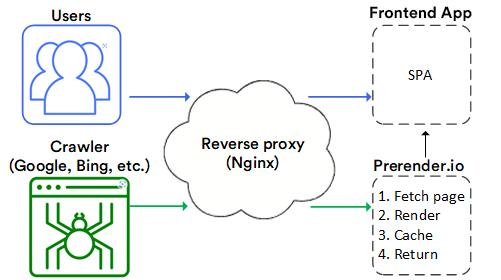 Users
Frontend App
SPA
Crawler
(Google, Bing, etc.)
Reverse proxy
(Nginx)
Prerender.io
1. Fetch page
2. Render
3. Cache
4. Return